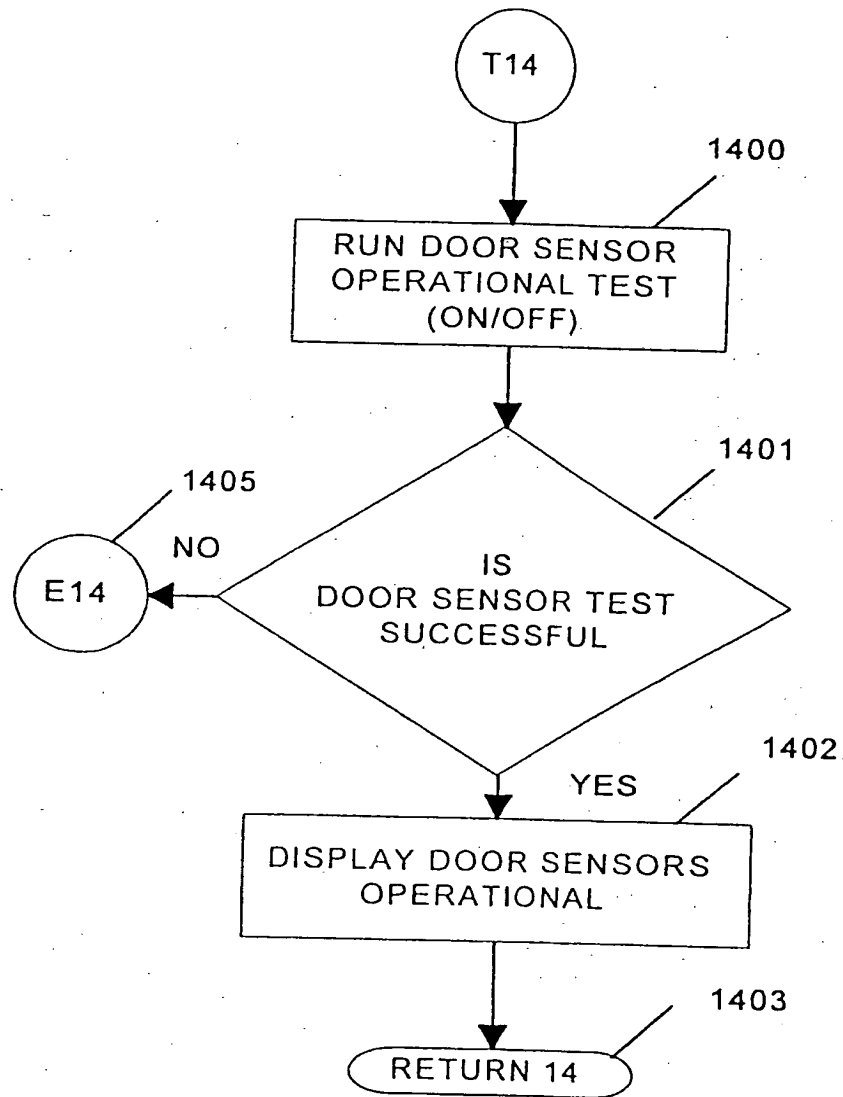 T14
1400
RUN DOOR SENSOR
OPERATIONAL TEST
(ON/OFF)
1401
1405
NO
E14
IS
DOOR SENSOR TEST
SUCCESSFUL
1402
YES
DISPLAY DOOR SENSORS
OPERATIONAL
1403
RETURN 14